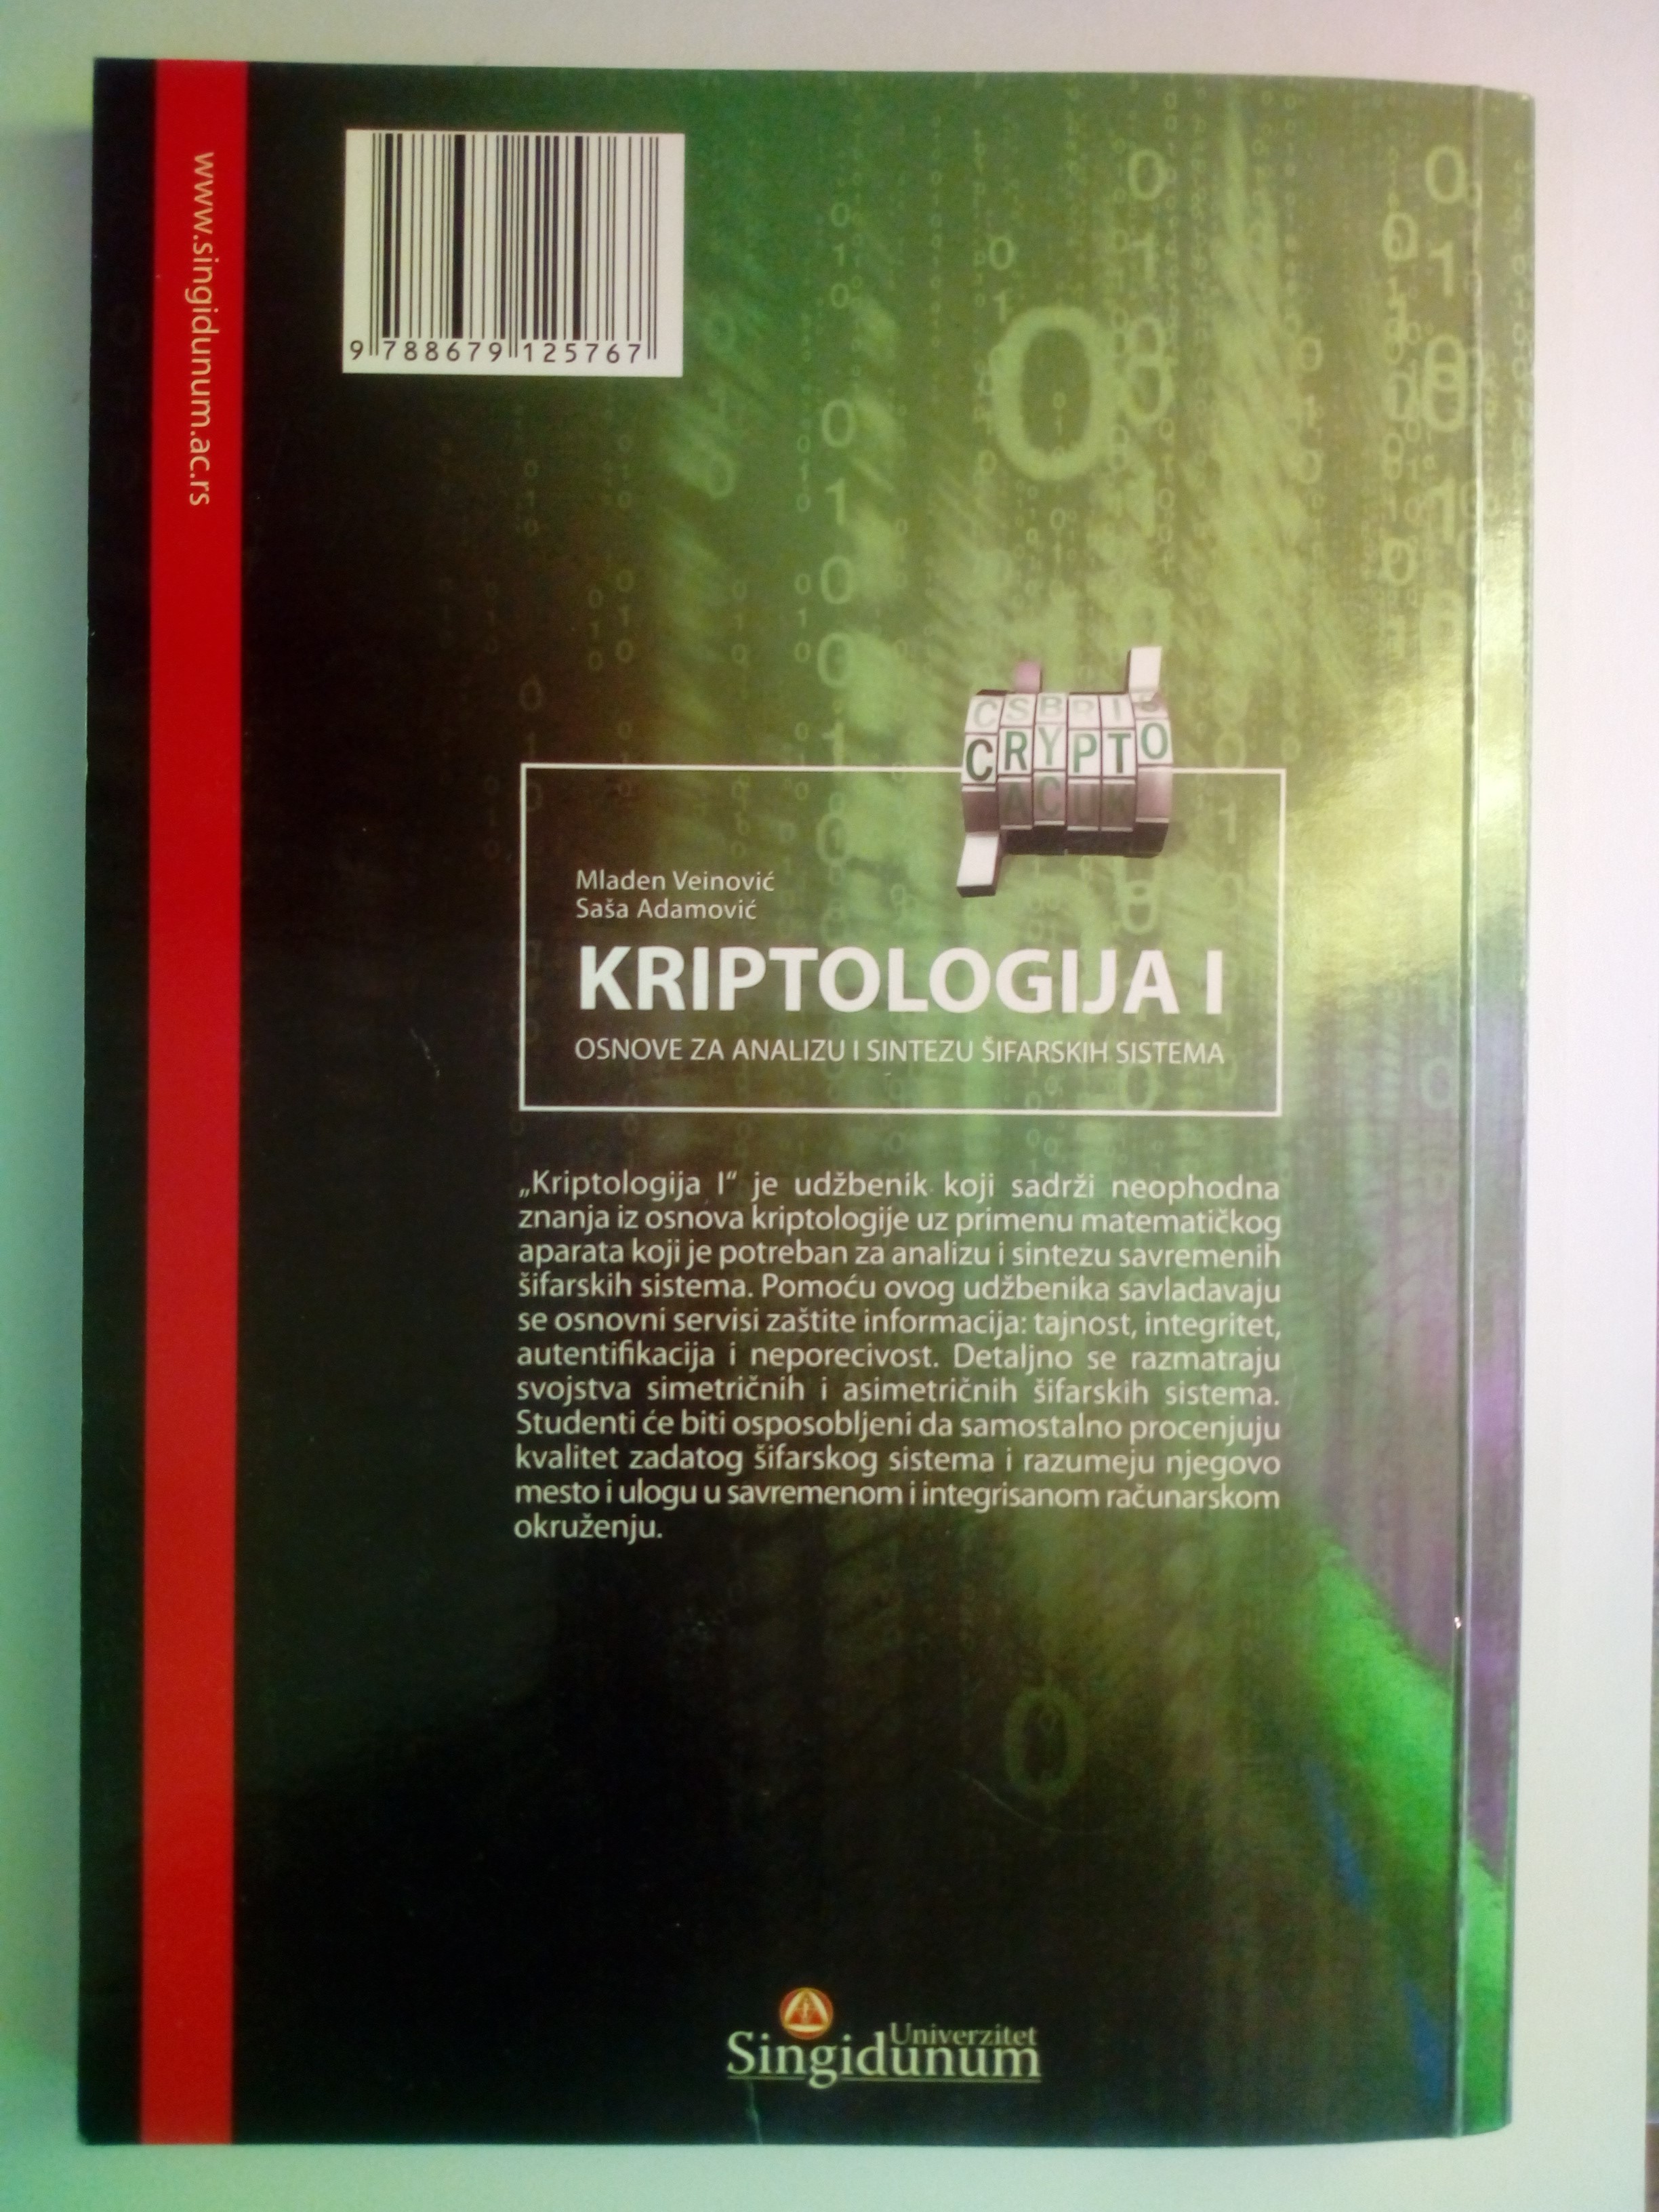 www.singidunum.ac.rs
9 788679 125767
CSBRI
CRYPTO
ACUK
Mladen Veinović
Saša Adamović
KRIPTOLOGIJA I
OSNOVE ZA ANALIZU I SINTEZU ŠIFARSKIH SISTEMA
„Kriptologija I“ je udžbenik koji sadrži neophodna
znanja iz osnova kriptologije uz primenu matematičkog
aparata koji je potreban za analizu i sintezu savremenih
šifarskih sistema. Pomoću ovog udžbenika savladavaju
se osnovni servisi zaštite informacija: tajnost, integritet,
autentifikacija i neporecivost. Detaljno se razmatraju
svojstva simetričnih i asimetričnih šifarskih sistema.
Studenti će biti osposobljeni da samostalno procenjuju
kvalitet zadatog šifarskog sistema i razumeju njegovo
mesto i ulogu u savremenom i integrisanom računarskom
okruženju.
Univerzitet
Singidunum